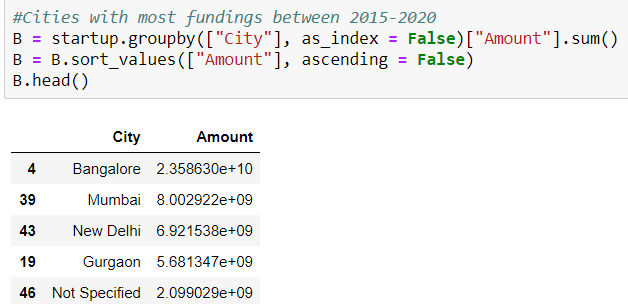 #Cities with most fundings between 2015-2020
B = startup.groupby(["City"], as_index = False)["Amount"].sum()
B = B.sort_values(["Amount"], ascending = False)
B.head()
City Amount
4 Bangalore 2.358630e+10
39 Mumbai 8.002922e+09
43 New Delhi 6.921538e+09
19 Gurgaon 5.681347e+09
46 Not Specified 2.099029e+09